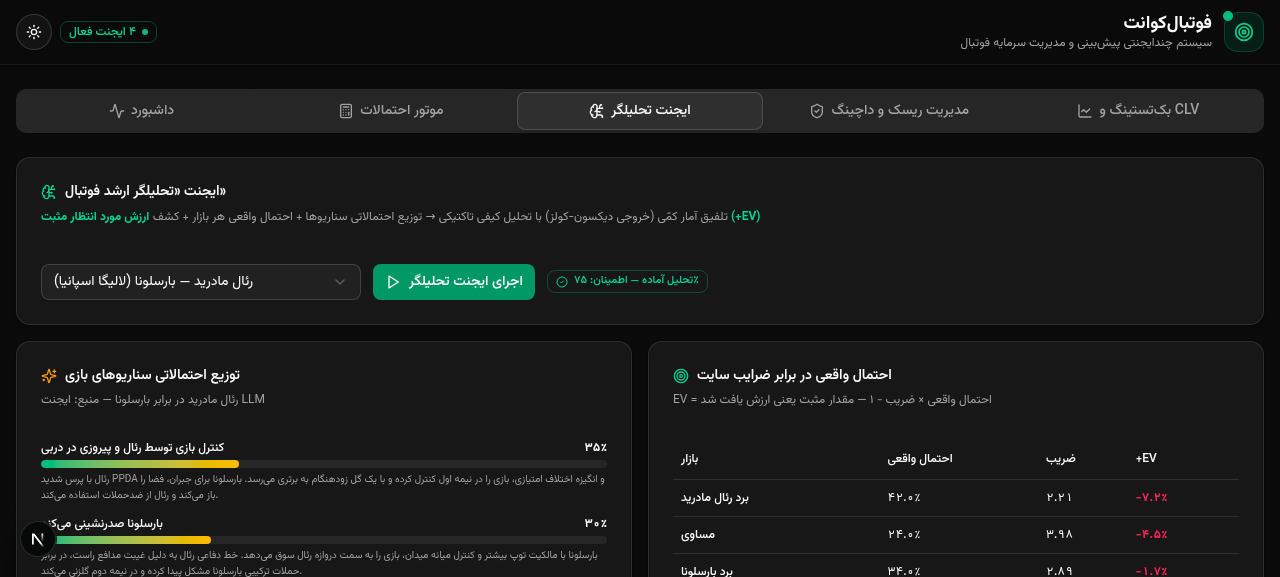 فوتبال‌کوانت
سیستم چندایجنتی پیش‌بینی و مدیریت سرمایه فوتبال
۴ ایجنت فعال
داشبورد
موتور احتمالات
ایجنت تحلیلگر
مدیریت ریسک و داچینگ
بک‌تستینگ و CLV
ایجنت «تحلیلگر ارشد فوتبال»
تلفیق آمار کمّی (خروجی دیکسون-کولز) با تحلیل کیفی تاکتیکی → توزیع احتمالاتی سناریوها + احتمال واقعی هر بازار + کشف ارزش مورد انتظار مثبت (EV+)
رئال مادرید — بارسلونا (لالیگا اسپانیا)
اجرای ایجنت تحلیلگر
تحلیل آماده — اطمینان: ۷۵٪
توزیع احتمالاتی سناریوهای بازی
رئال مادرید در برابر بارسلونا — منبع: ایجنت LLM
کنترل بازی توسط رئال و پیروزی در دربی
۳۵٪
رئال با پرس شدید PPDA و انگیزه اختلاف امتیازی، بازی را در نیمه اول کنترل کرده و با یک گل زودهنگام به برتری می‌رسد. بارسلونا برای جبران، فضا را
باز می‌کند و رئال از ضدحملات استفاده می‌کند.
بارسلونا صدرنشینی می‌کند
۳۰٪
بارسلونا با مالکیت توپ بیشتر و کنترل میانه میدان، بازی را به سمت دروازه رئال سوق می‌دهد. خط دفاعی رئال به دلیل غیبت مدافع راست، در برابر
حملات ترکیبی بارسلونا مشکل پیدا کرده و در نیمه دوم گلزنی می‌کند.
احتمال واقعی در برابر ضرایب سایت
EV = احتمال واقعی × ضریب - ۱ — مقدار مثبت یعنی ارزش یافت شد
بازار احتمال واقعی ضریب EV+
برد رئال مادرید ۴۲.۰٪ ۲.۲۱ -۷.۲٪
مساوی ۲۴.۰٪ ۳.۹۸ -۴.۵٪
برد بارسلونا ۳۴.۰٪ ۲.۸۹ -۱.۷٪
N